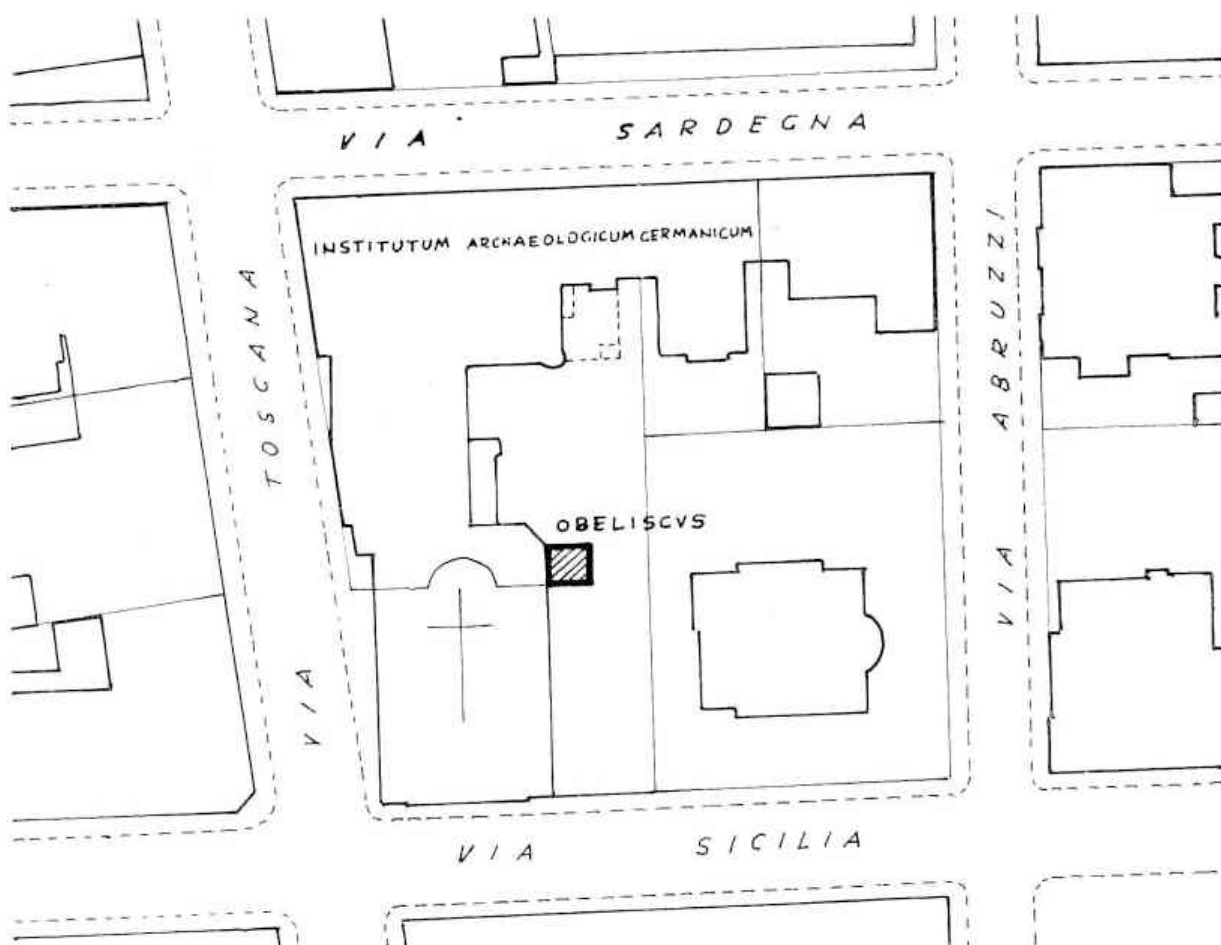 VIA SARDEGNA
INSTITUTUM ARCHAEOLOGICUM GERMANICUM
VIA TOSCANA
VIA ABRUZZI
OBELISCVS
VIA SICILIA